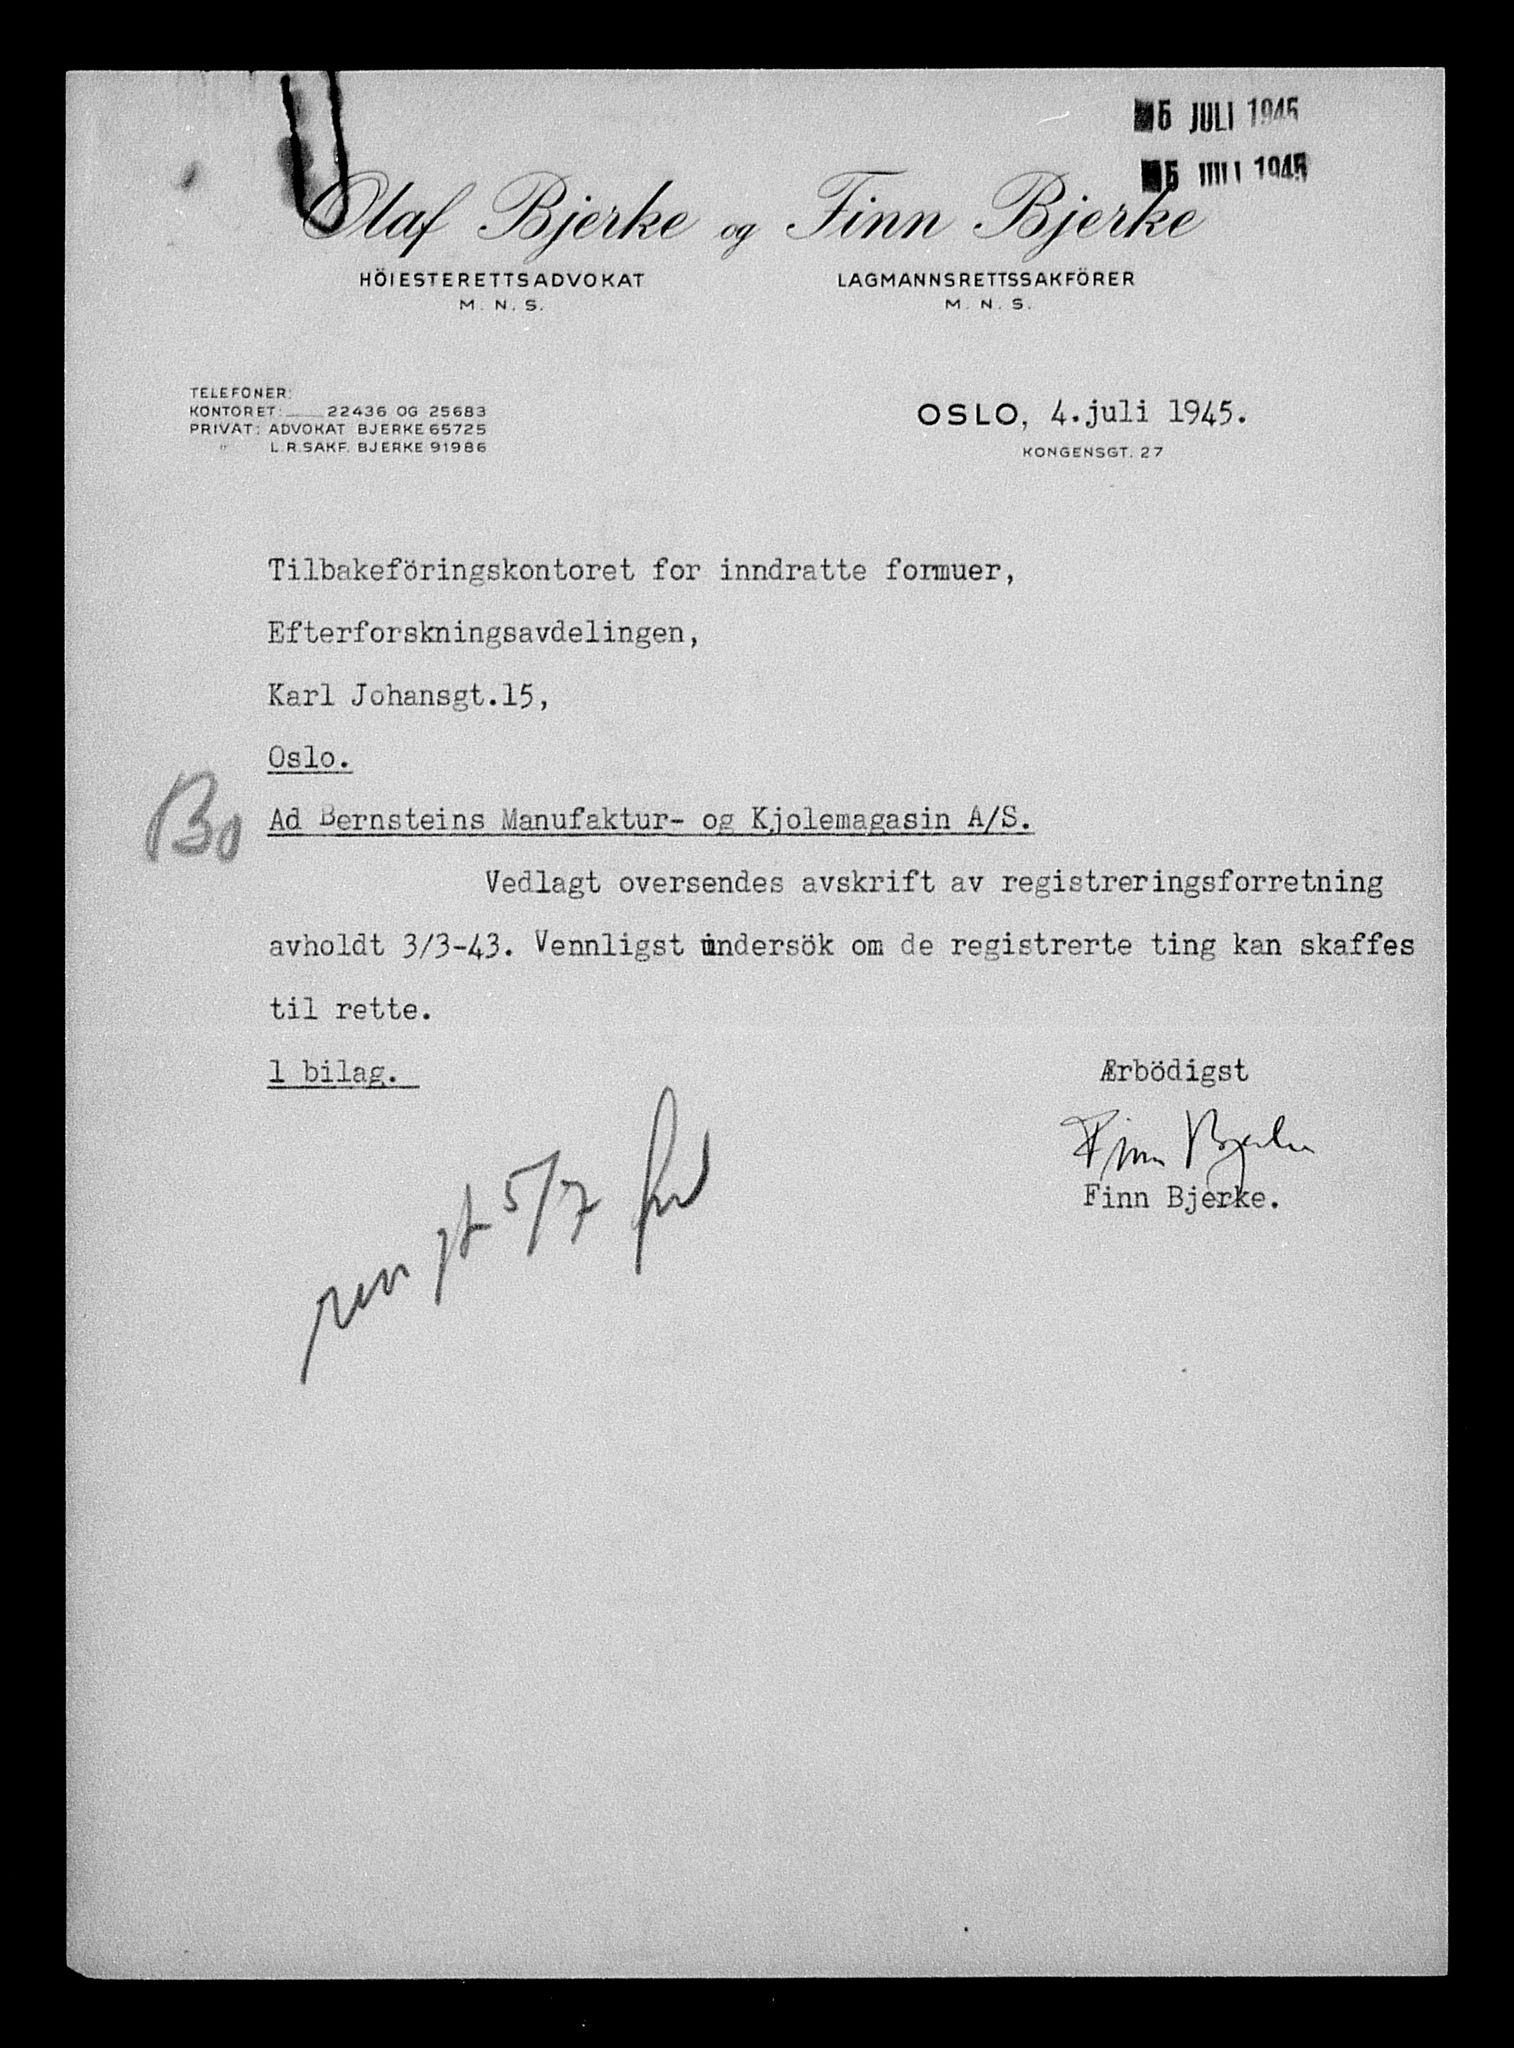 5 JULI 1945
5 JULI 1945
Olaf Bjerke og Finn Bjerke
HÖIESTERETTSADVOKAT LAGMANNSRETTSSAKFÖRER
M. N. S. M. N. S.
TELEFONER:
KONTORET: 22436 OG 25683
PRIVAT: ADVOKAT BJERKE 65725
" L.R.SAKF. BJERKE 91986
OSLO, 4.juli 1945.
KONGENSGT. 27
Tilbakeföringskontoret for inndratte formuer,
Efterforskningsavdelingen,
Karl Johansgt.15,
Oslo.
Bo
Ad Bernsteins Manufaktur- og Kjolemagasin A/S.
Vedlagt oversendes avskrift av registreringsforretning
avholdt 3/3-43. Vennligst undersök om de registrerte ting kan skaffes
til rette.
1 bilag. Ærbödigst
Finn Bjerke
Finn Bjerke.
5/7